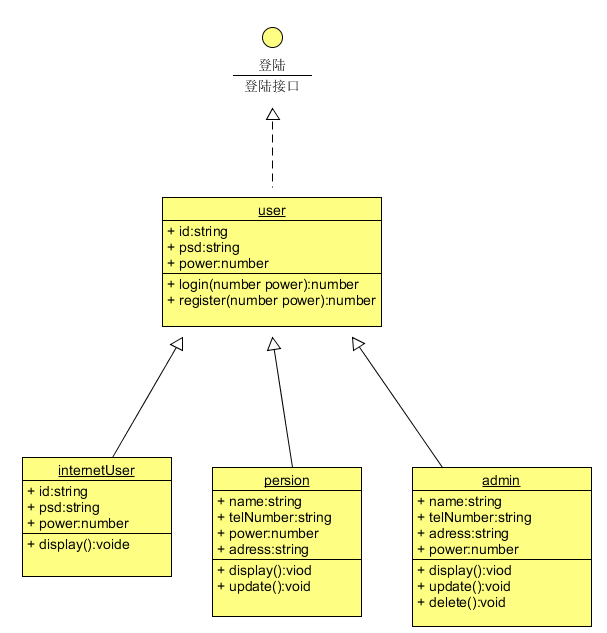 登陆
登陆接口
user
+ id:string
+ psd:string
+ power:number
+ login(number power):number
+ register(number power):number
internetUser
+ id:string
+ psd:string
+ power:number
+ display():voide
persion
+ name:string
+ telNumber:string
+ power:number
+ adress:string
+ display():viod
+ update():void
admin
+ name:string
+ telNumber:string
+ adress:string
+ power:number
+ display():viod
+ update():void
+ delete():void